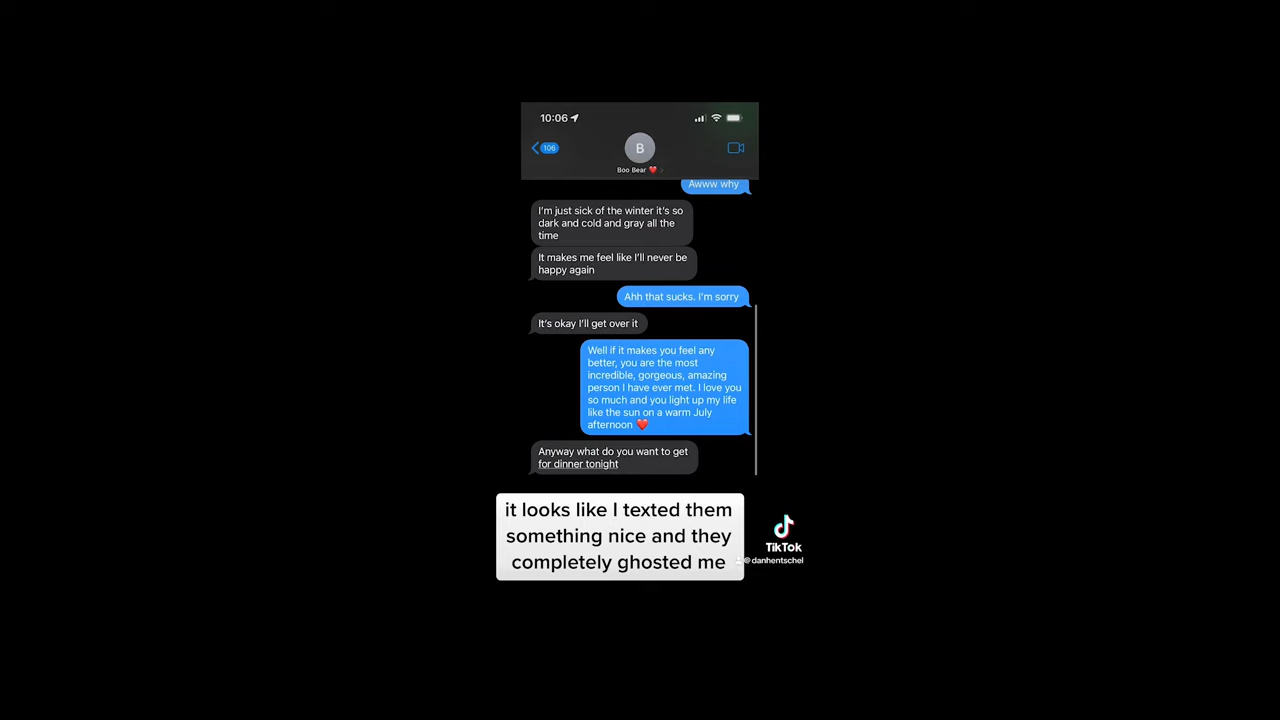 10:06
106
B
Boo Bear ❤️
Awww why
I'm just sick of the winter it's so
dark and cold and gray all the
time
It makes me feel like I'll never be
happy again
Ahh that sucks. I'm sorry
It's okay I'll get over it
Well if it makes you feel any
better, you are the most
incredible, gorgeous, amazing
person I have ever met. I love you
so much and you light up my life
like the sun on a warm July
afternoon ❤️
Anyway what do you want to get
for dinner tonight
it looks like I texted them
something nice and they
completely ghosted me
TikTok
@danhentschel